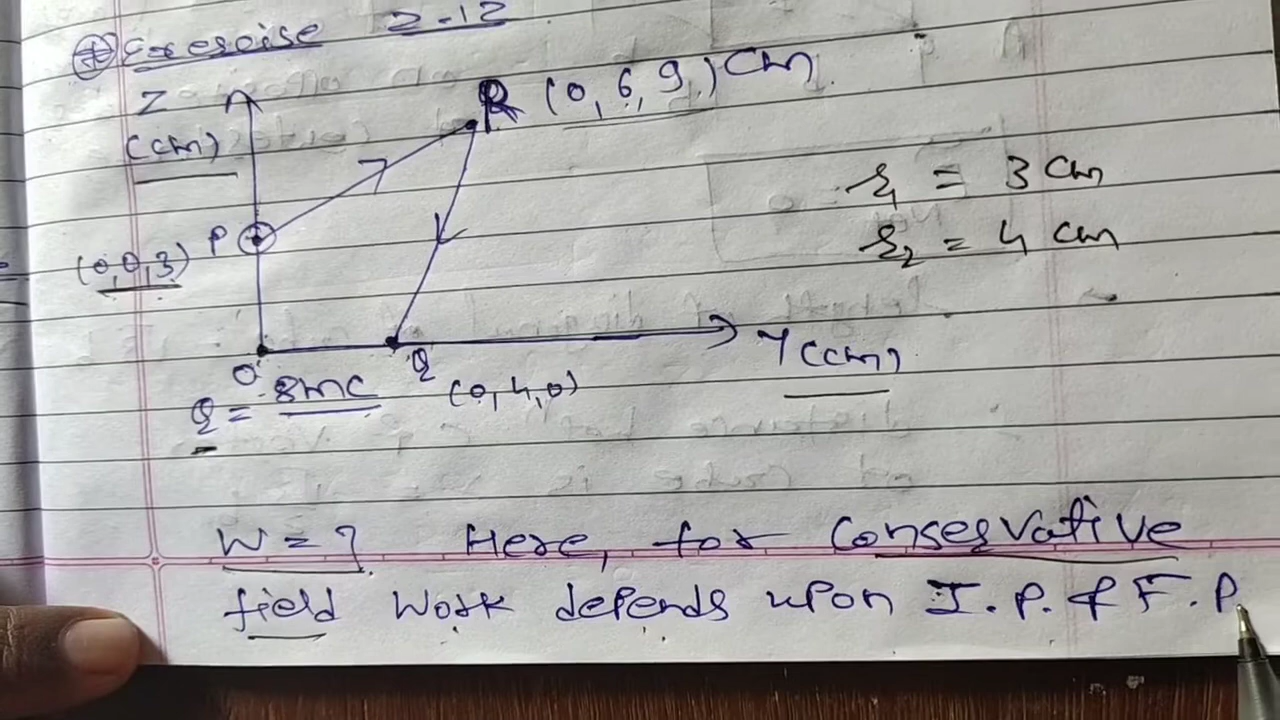 Exercise 2.12
Z
(cm)
R (0, 6, 9,) Cm
r1 = 3 Cm
r2 = 4 Cm
P
(0,0,3)
O
Q
Y (cm)
Q = 8mC
(0,4,0)
W = ? Here, for Conservative
field work depends upon I.P. & F.P.